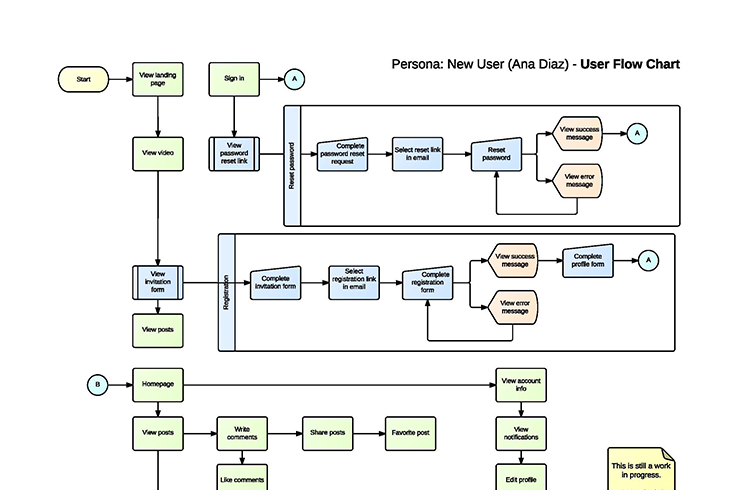 Persona: New User (Ana Diaz) - User Flow Chart
Start
View landing
page
Sign in
A
View video
View
password
reset link
Reset password
Complete
password reset
request
Select reset link
in email
Reset
password
View success
message
A
View error
message
View
invitation
form
Registration
Complete
invitation form
Select
registration link
in email
Complete
registration
form
View success
message
Complete
profile form
A
View error
message
View posts
B
Homepage
View account
info
View posts
Write
comments
Share posts
Favorite post
View
notifications
Like comments
Edit profile
This is still a work
in progress.